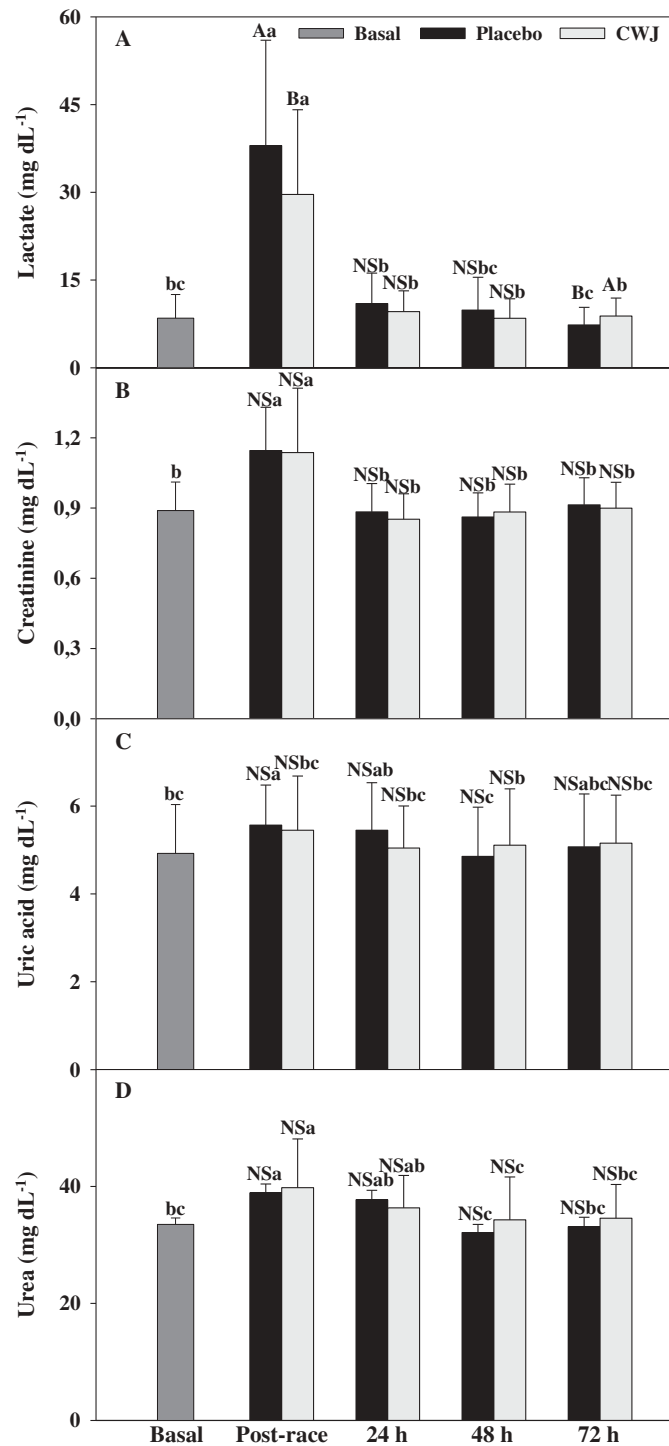 60
A
Aa
Basal
Placebo
CWJ
Ba
45
Lactate (mg dL-1)
30
15
bc
NSb
NSb
NSbc
NSb
Bc
Ab
0
B
NSa
NSa
1,2
Creatinine (mg dL-1)
b
NSb
NSb
NSb
NSb
NSb
NSb
0,9
0,6
0,3
0,0
C
bc
NSa
NSbc
NSab
NSbc
NSc
NSb
NSabc
NSbc
6
Uric acid (mg dL-1)
4
2
0
D
bc
NSa
NSa
NSab
NSab
NSc
NSc
NSbc
NSbc
40
Urea (mg dL-1)
20
0
Basal
Post-race
24 h
48 h
72 h